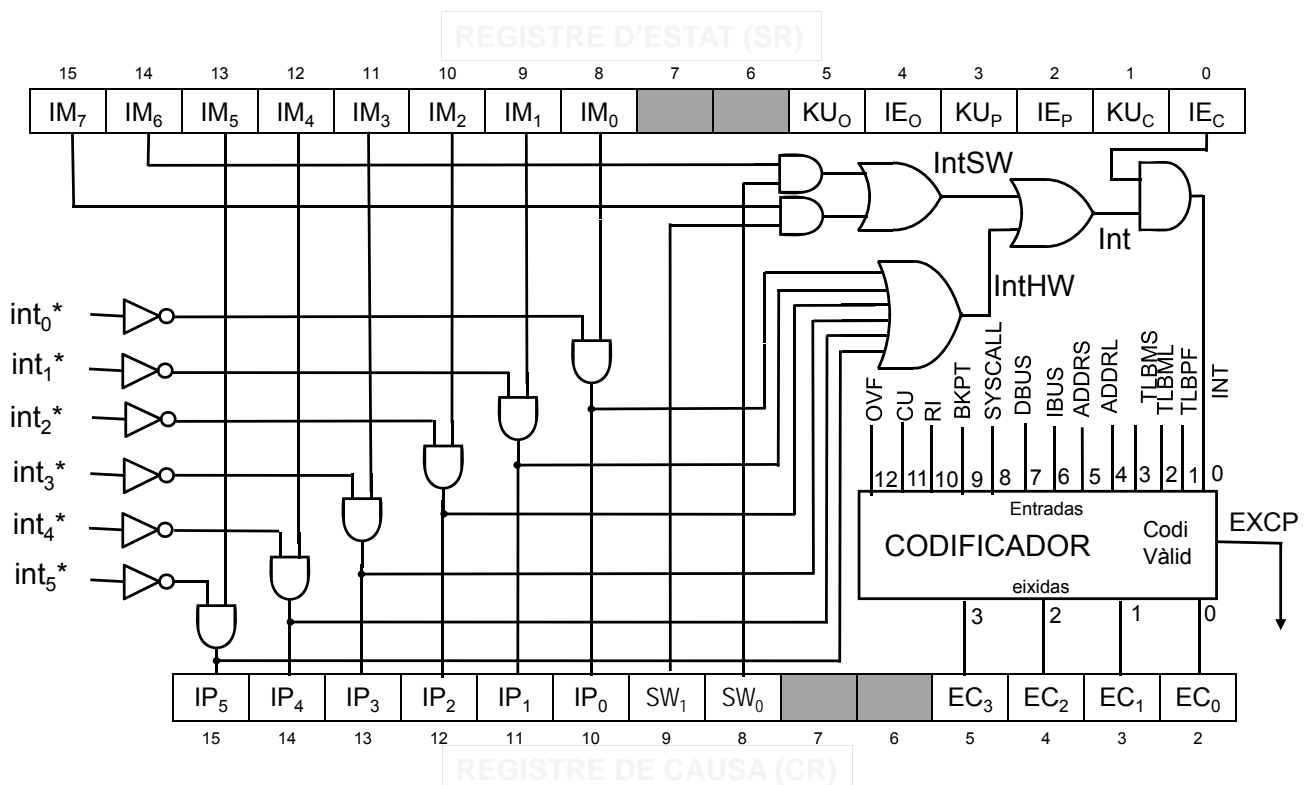 REGISTRE D'ESTAT (SR)
15 14 13 12 11 10 9 8 7 6 5 4 3 2 1 0
IM7 IM6 IM5 IM4 IM3 IM2 IM1 IM0 KUO IEO KUP IEP KUC IEC
IntSW
Int
IntHW
int0*
int1*
int2*
int3*
int4*
int5*
OVF CU RI BKPT SYSCALL DBUS IBUS ADDRS ADDRL TLBMS TLBML TLBPF INT
12 11 10 9 8 7 6 5 4 3 2 1 0
Entradas
CODIFICADOR
Codi
Vàlid
EXCP
eixidas
3 2 1 0
IP5 IP4 IP3 IP2 IP1 IP0 SW1 SW0 EC3 EC2 EC1 EC0
15 14 13 12 11 10 9 8 7 6 5 4 3 2
REGISTRE DE CAUSA (CR)